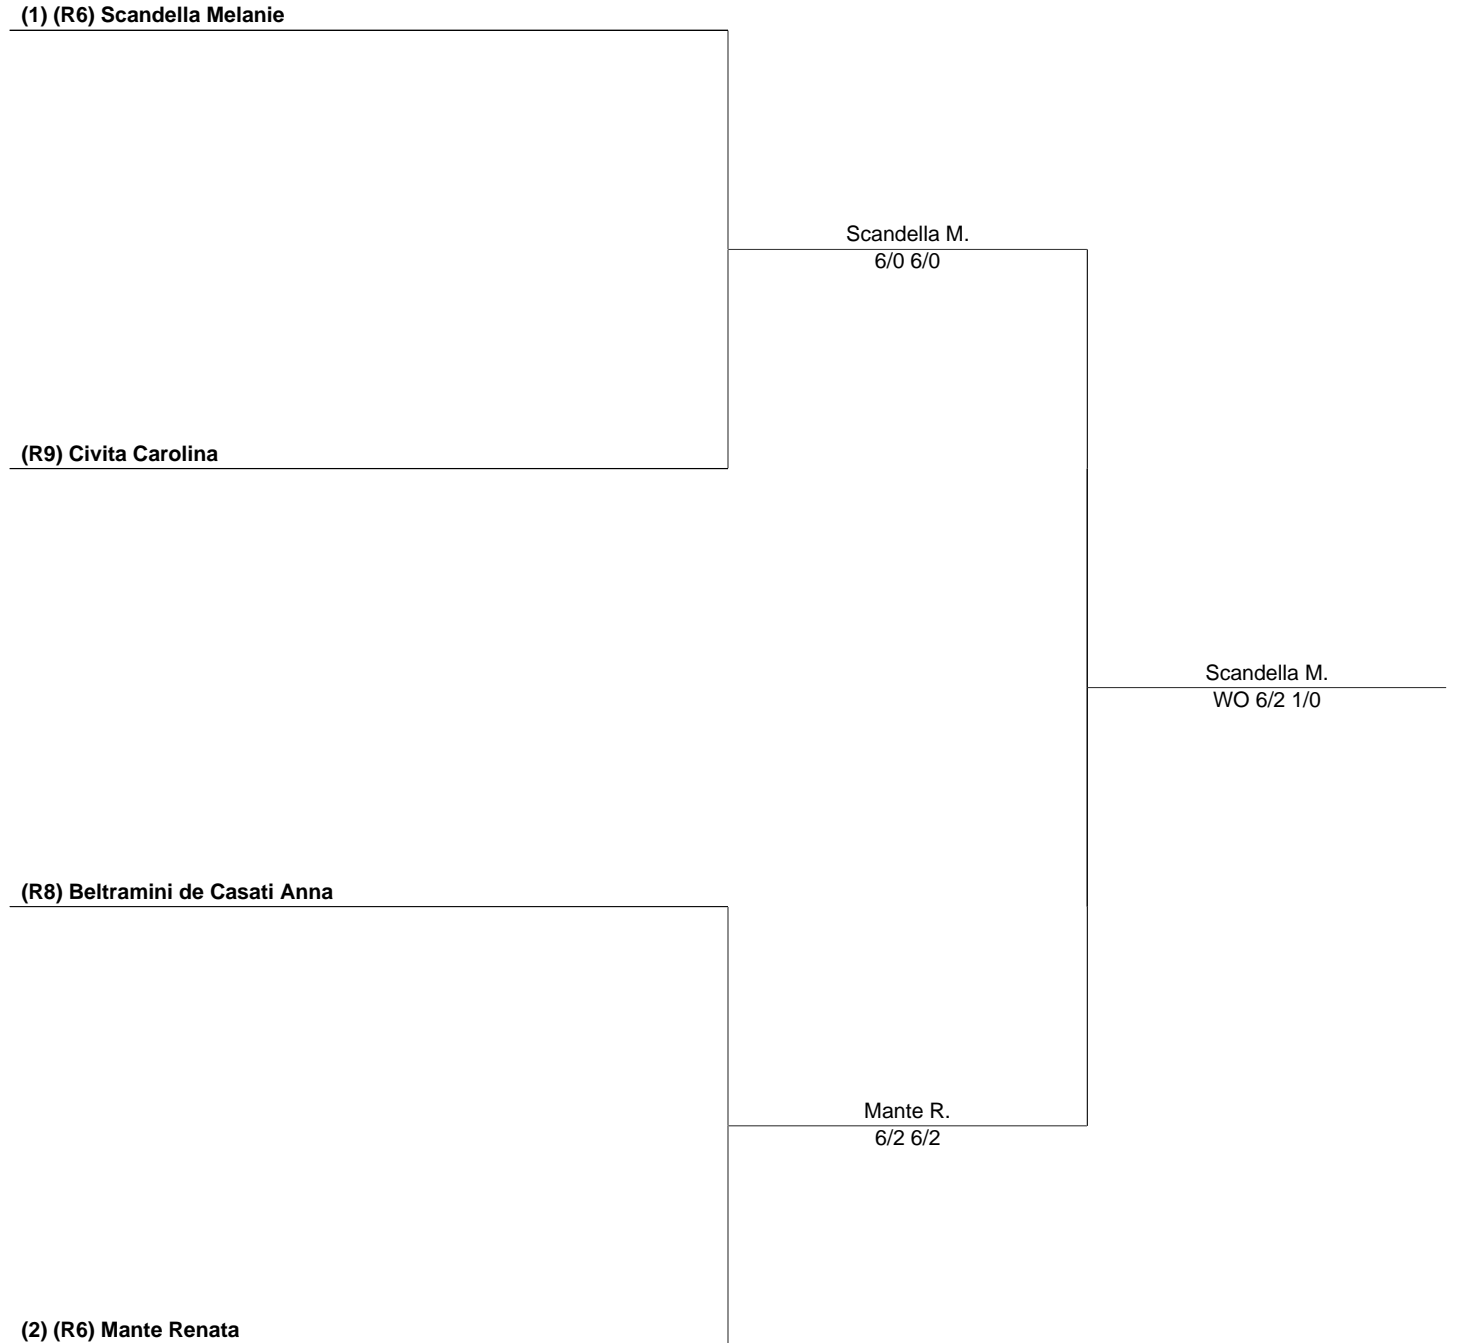 (1) (R6) Scandella Melanie
Scandella M.
6/0 6/0
(R9) Civita Carolina
Scandella M.
WO 6/2 1/0
(R8) Beltramini de Casati Anna
Mante R.
6/2 6/2
(2) (R6) Mante Renata